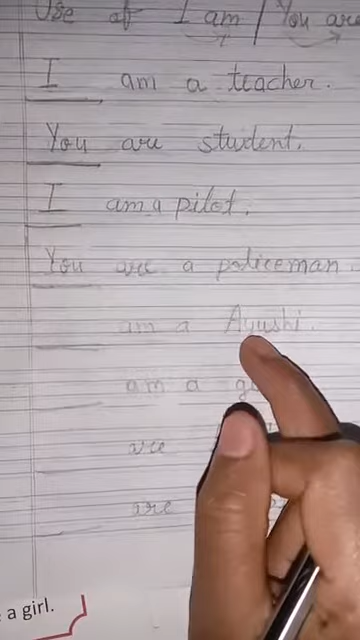 Use of I am / You are
I am a teacher.
You are student.
I am a pilot.
You are a policeman.
am a Ayushi.
am a
are
are
a girl.